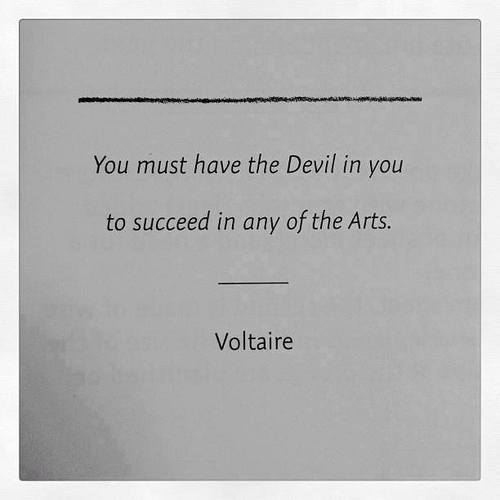 You must have the Devil in you
to succeed in any of the Arts.
Voltaire